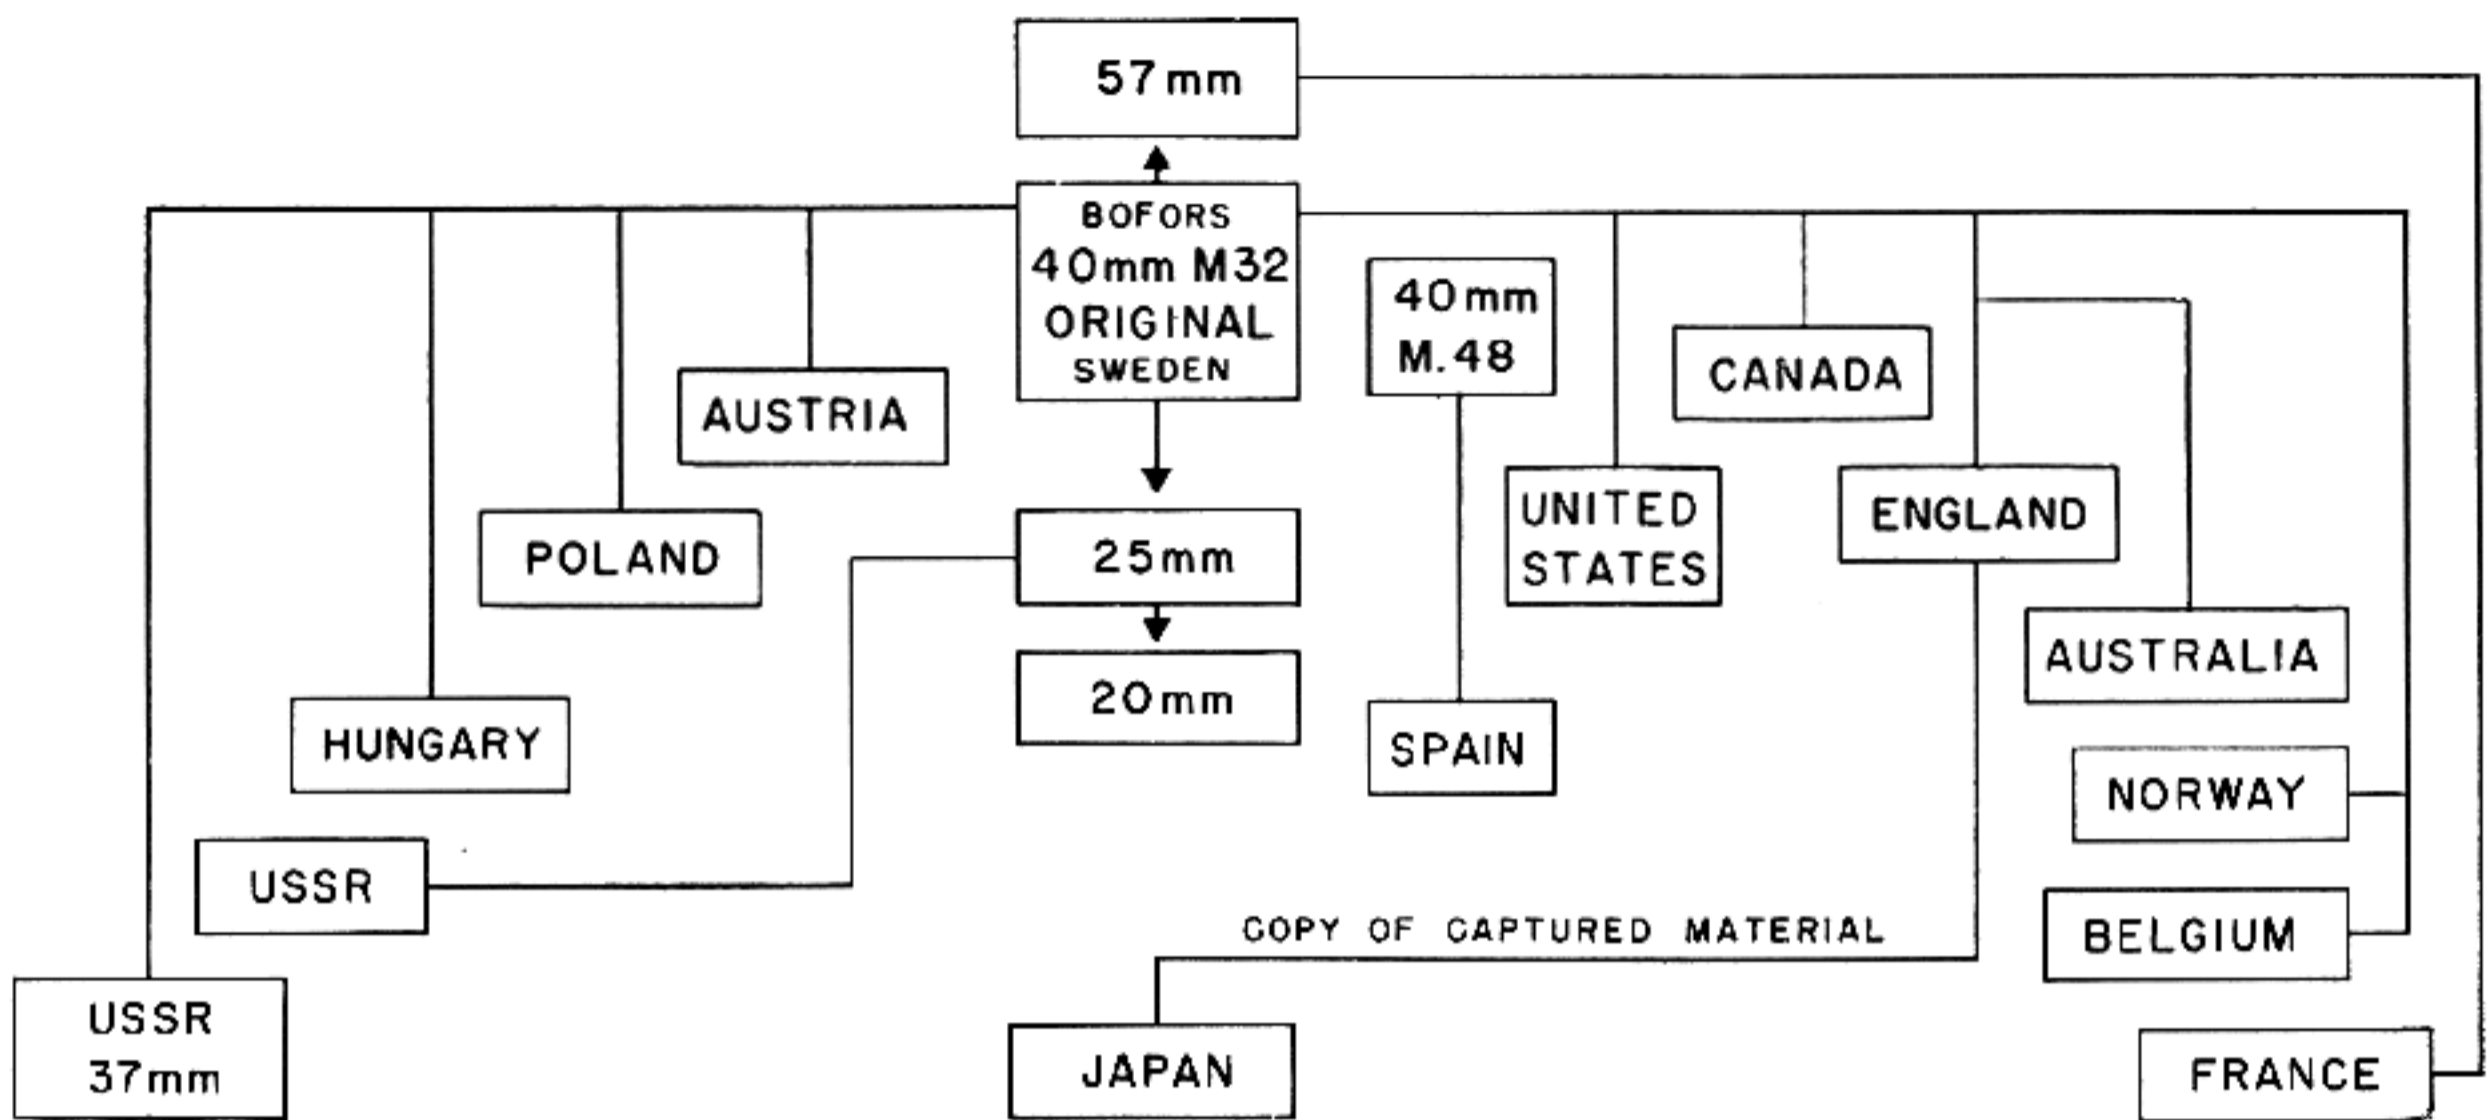 57mm
BOFORS
40mm M32
ORIGINAL
SWEDEN
40mm
M.48
CANADA
AUSTRIA
UNITED
STATES
ENGLAND
POLAND
25mm
AUSTRALIA
20mm
HUNGARY
SPAIN
NORWAY
USSR
COPY OF CAPTURED MATERIAL
BELGIUM
USSR
37mm
JAPAN
FRANCE